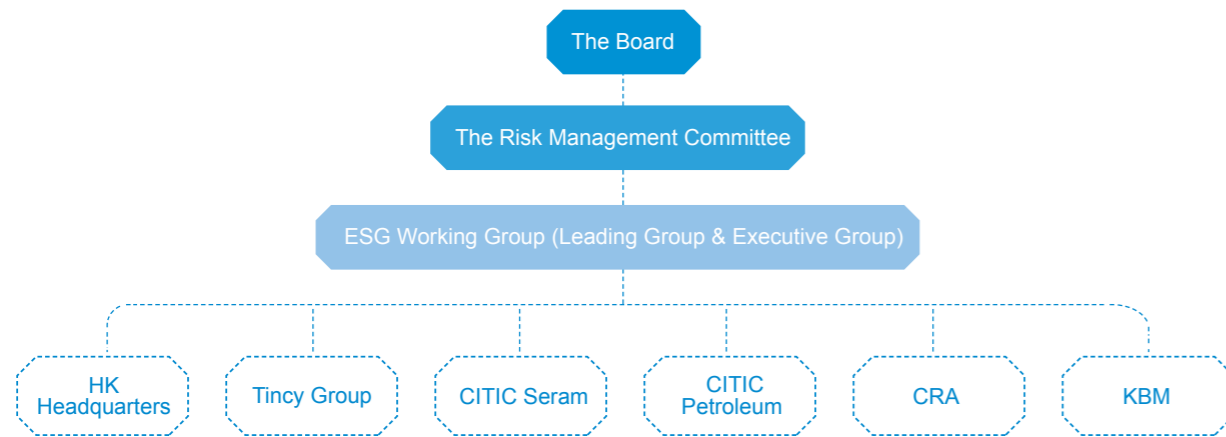 The Board
The Risk Management Committee
ESG Working Group (Leading Group & Executive Group)
HK
Headquarters
Tincy Group
CITIC Seram
CITIC
Petroleum
CRA
KBM